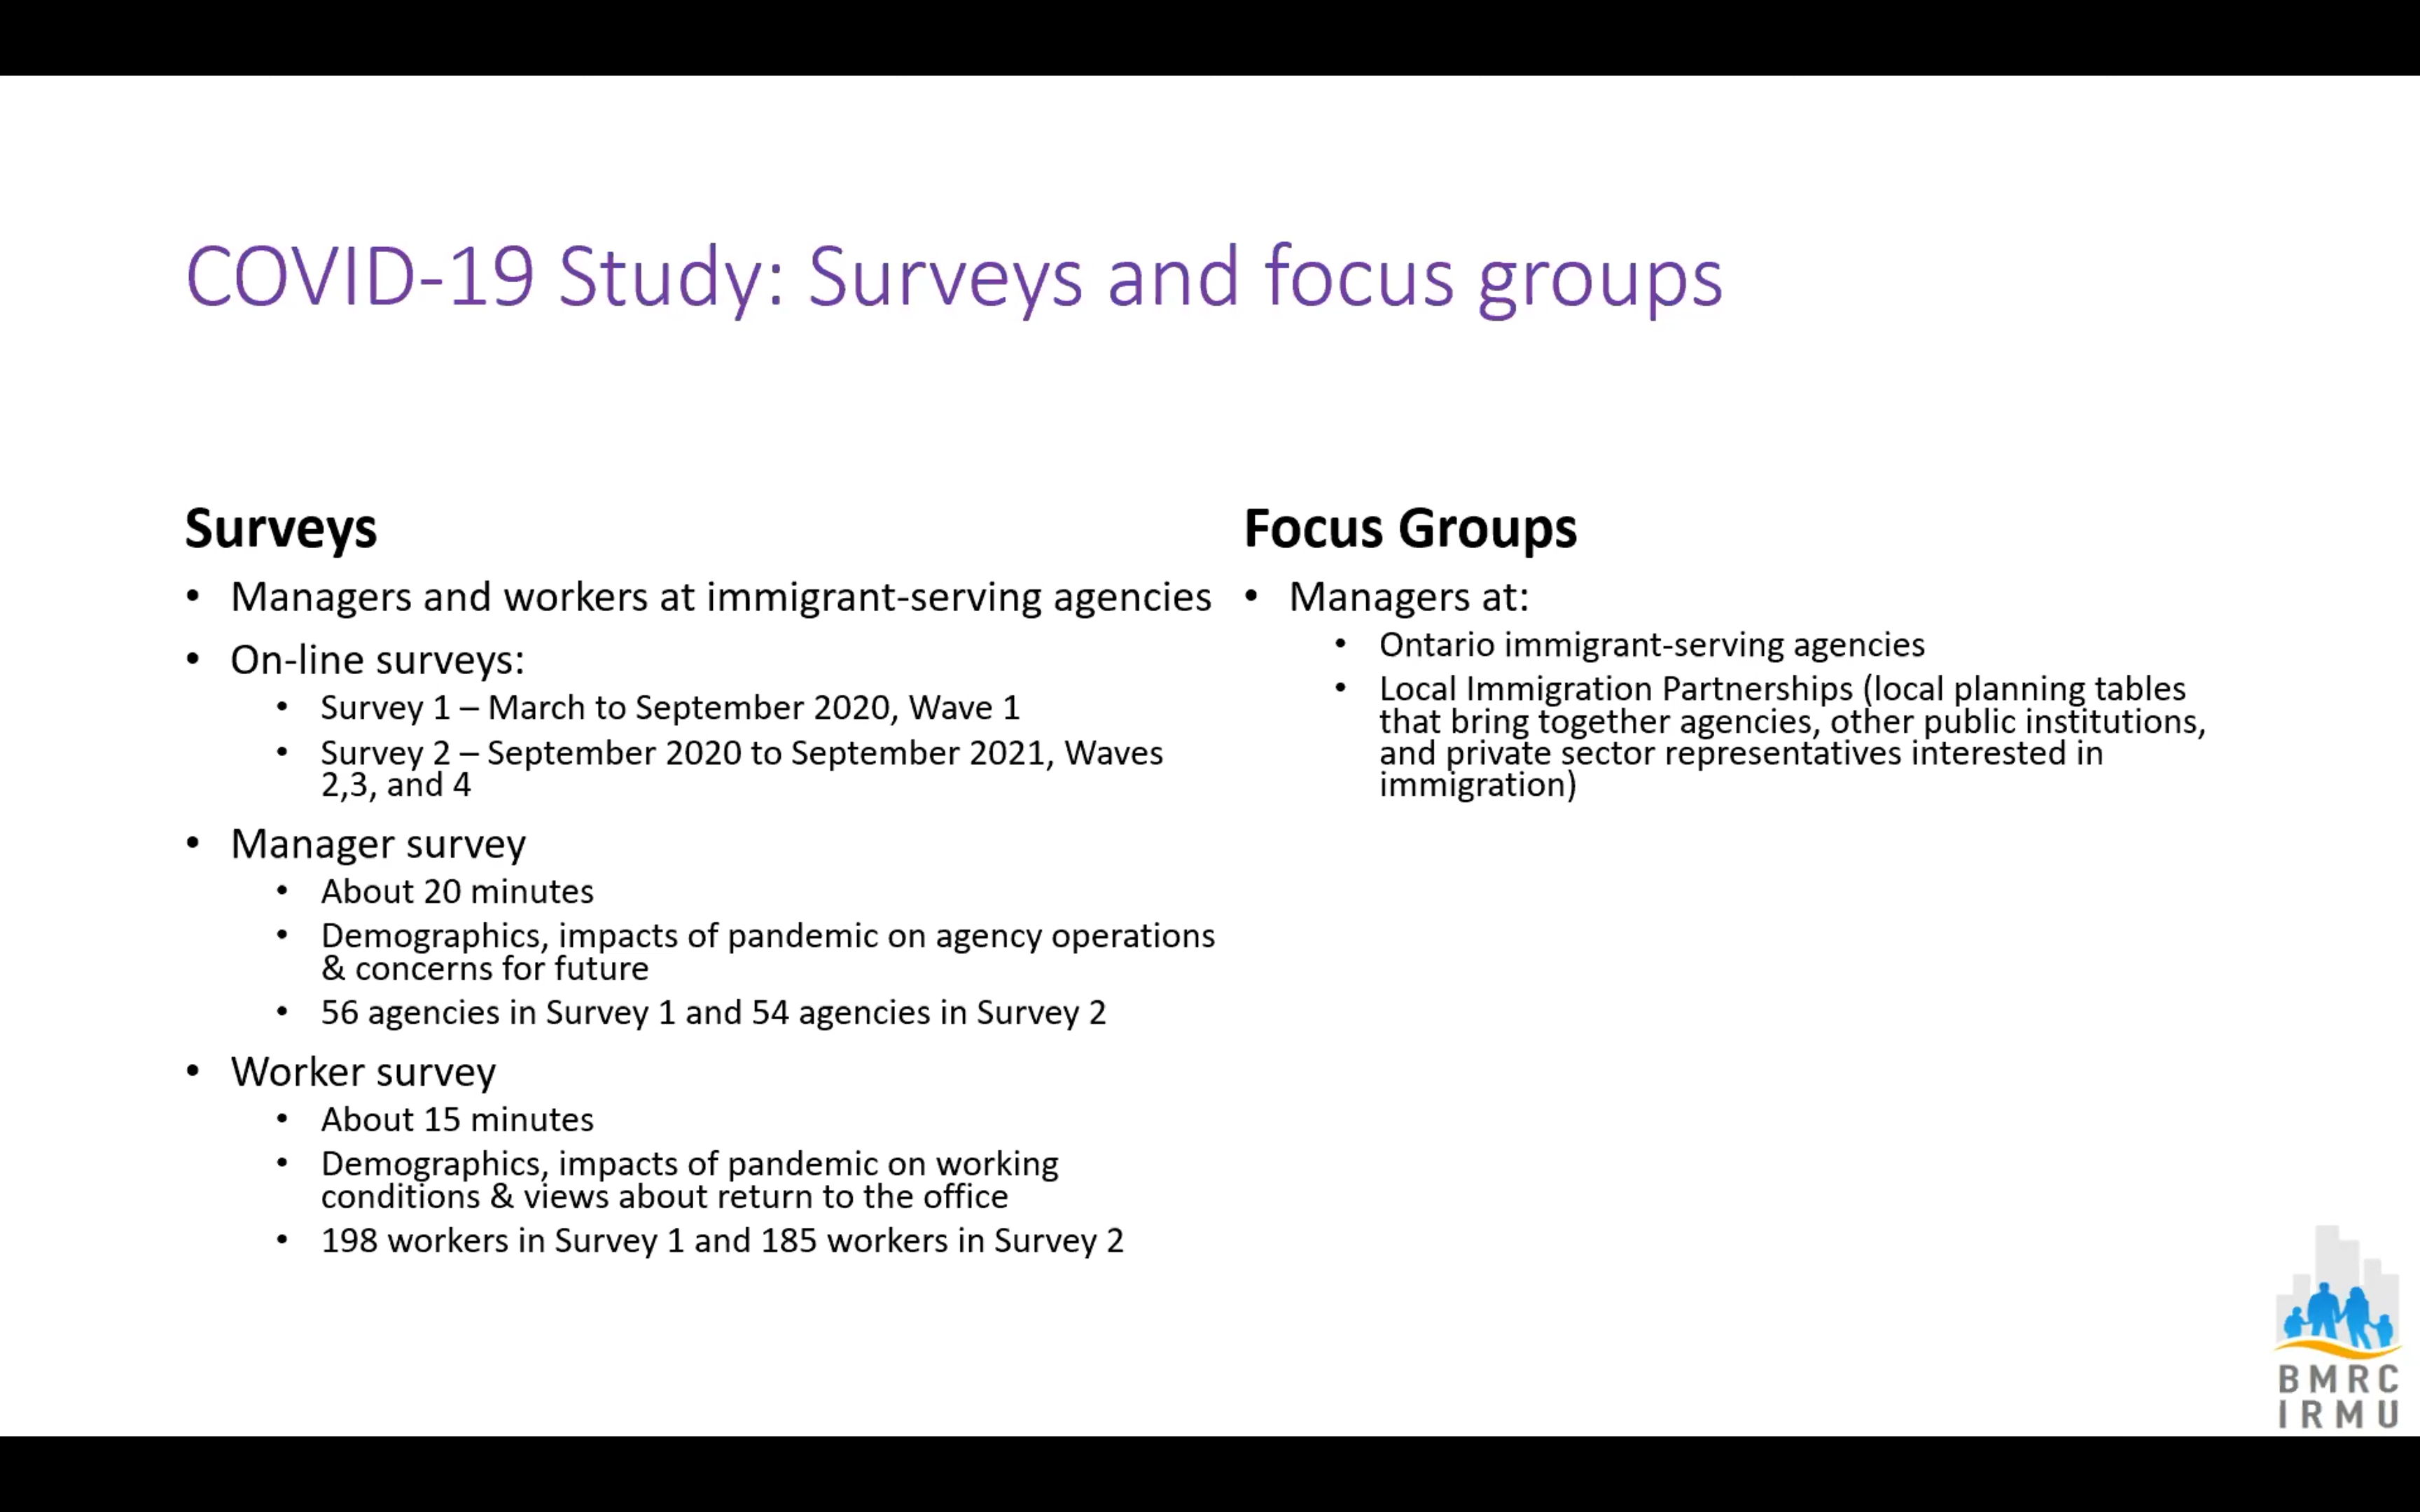 COVID-19 Study: Surveys and focus groups
Surveys
• Managers and workers at immigrant-serving agencies
• On-line surveys:
• Survey 1 – March to September 2020, Wave 1
• Survey 2 – September 2020 to September 2021, Waves
2,3, and 4
• Manager survey
• About 20 minutes
• Demographics, impacts of pandemic on agency operations
& concerns for future
• 56 agencies in Survey 1 and 54 agencies in Survey 2
• Worker survey
• About 15 minutes
• Demographics, impacts of pandemic on working
conditions & views about return to the office
• 198 workers in Survey 1 and 185 workers in Survey 2
Focus Groups
• Managers at:
• Ontario immigrant-serving agencies
• Local Immigration Partnerships (local planning tables
that bring together agencies, other public institutions,
and private sector representatives interested in
immigration)
BMRC
IRMU